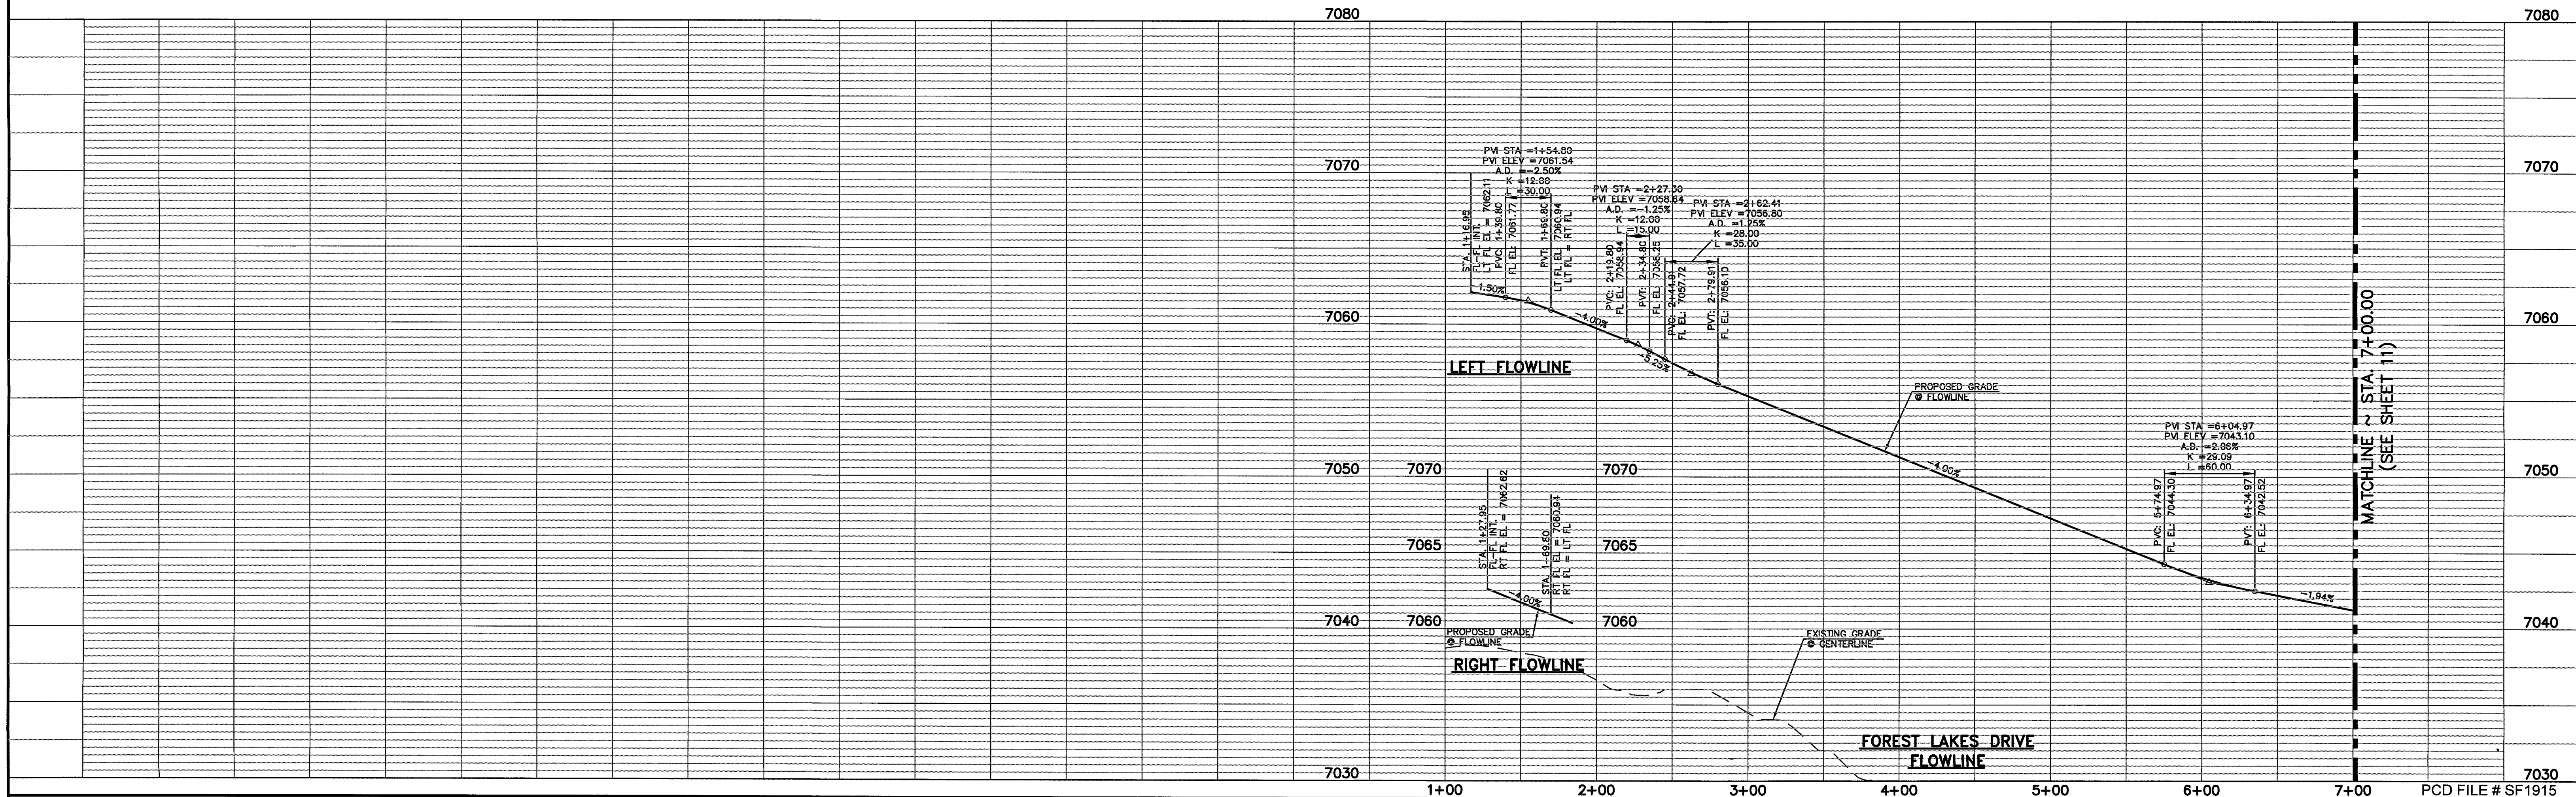 7080
7080
7070
7070
7060
7060
7050
7050
7040
7040
7030
7030
PVI STA =1+54.80
PVI ELEV =7061.54
A.D. =-2.50%
K =12.00
L =30.00
STA. 1+16.95
FL-FL INT.
LT FL EL = 7062.11
PVC: 1+39.80
FL EL: 7061.77
PVT: 1+69.80
LT FL EL: 7060.94
LT FL = RT FL
PVI STA =2+27.30
PVI ELEV =7058.64
A.D. =-1.25%
K =12.00
L =15.00
PVC: 2+19.80
FL EL: 7058.94
PVT: 2+34.80
FL EL: 7058.25
PVI STA =2+62.41
PVI ELEV =7056.80
A.D. =1.25%
K =28.00
L =35.00
PVC: 2+44.91
FL EL: 7057.72
PVT: 2+79.91
FL EL: 7056.10
-1.50%
-4.00%
-5.25%
LEFT FLOWLINE
PROPOSED GRADE
@ FLOWLINE
-4.00%
PVI STA =6+04.97
PVI ELEV =7043.10
A.D. =2.06%
K =29.09
L =60.00
PVC: 5+74.97
FL EL: 7044.30
PVT: 6+34.97
FL EL: 7042.52
-1.94%
MATCHLINE ~ STA. 7+00.00
(SEE SHEET 11)
7070
7070
7065
7065
7060
7060
STA. 1+27.95
FL-FL INT.
RT FL EL = 7062.62
STA. 1+69.80
RT FL EL = 7060.94
RT FL = LT FL
-4.00%
PROPOSED GRADE
@ FLOWLINE
RIGHT FLOWLINE
EXISTING GRADE
@ CENTERLINE
FOREST LAKES DRIVE
FLOWLINE
1+00
2+00
3+00
4+00
5+00
6+00
7+00
PCD FILE # SF1915